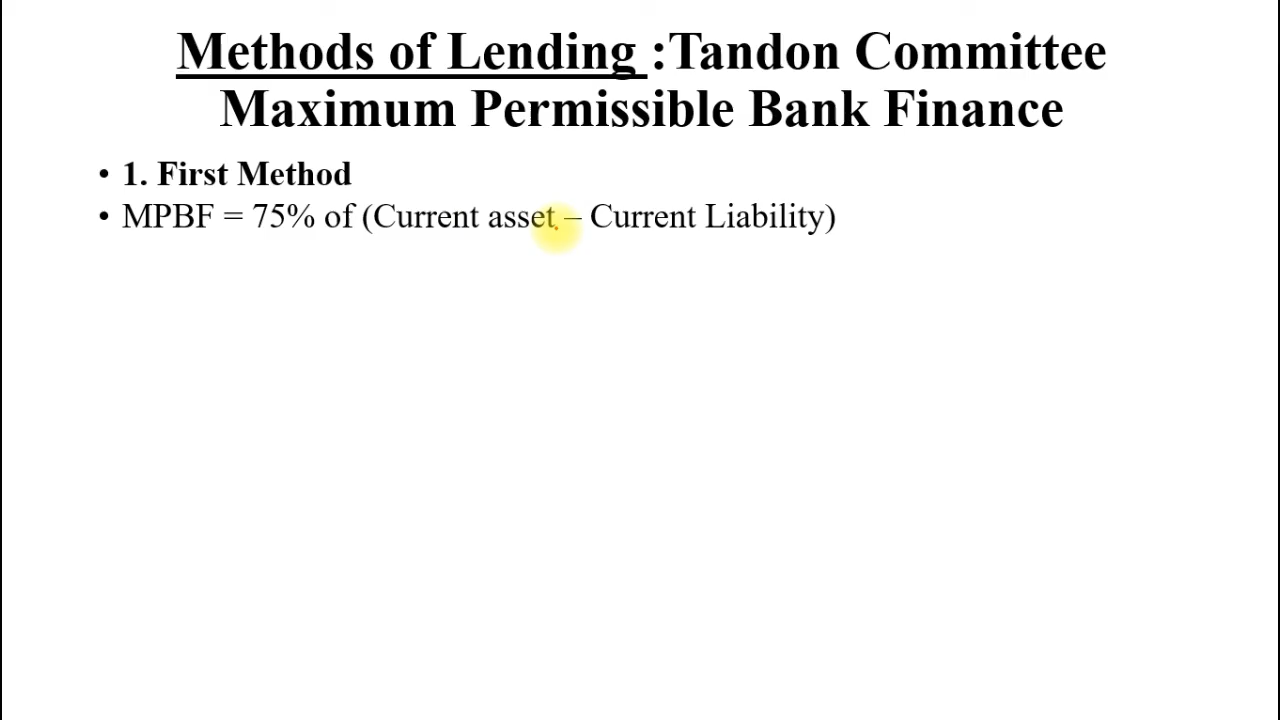 Methods of Lending :Tandon Committee
Maximum Permissible Bank Finance
• 1. First Method
• MPBF = 75% of (Current asset – Current Liability)